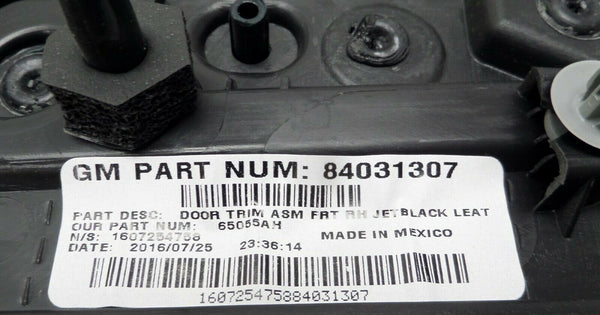 GM PART NUM: 84031307
PART DESC: DOOR TRIM ASM FRT RH JETBLACK LEAT
OUR PART NUM: 65055AH
N/S: 1607254758 MADE IN MEXICO
DATE: 2016/07/25 23:36:14
160725475884031307